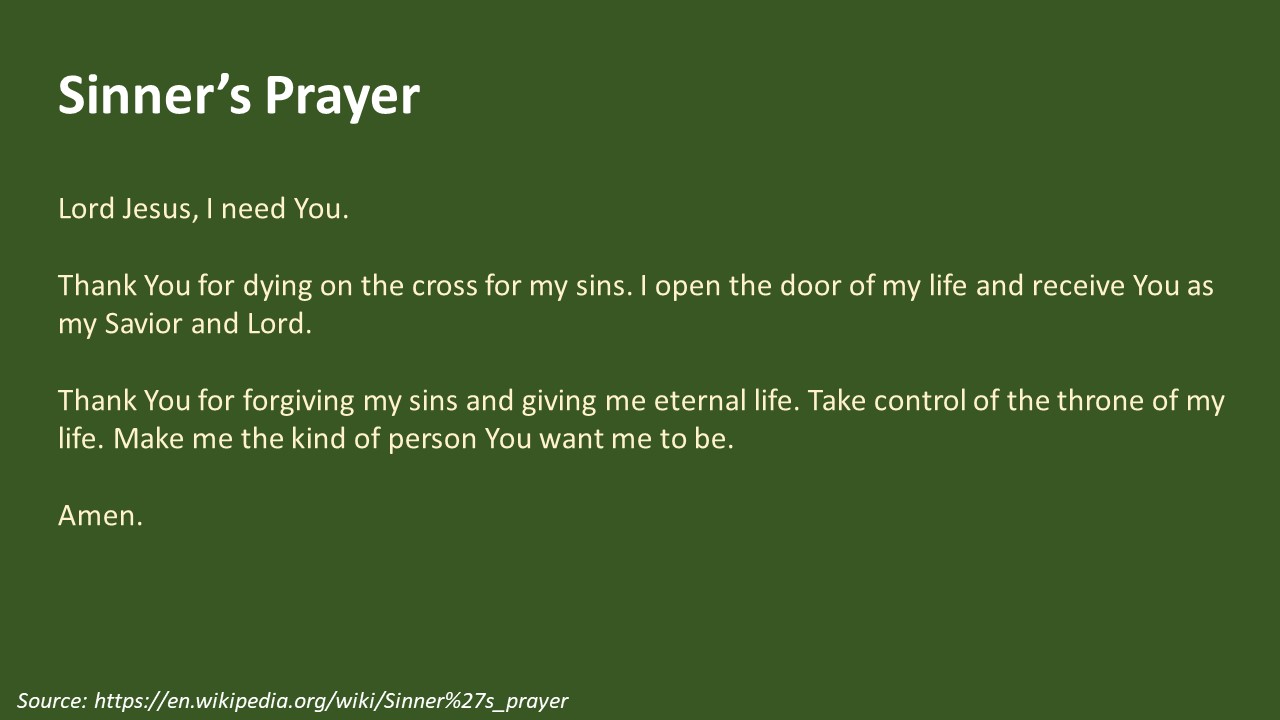 Sinner’s Prayer
Lord Jesus, I need You.
Thank You for dying on the cross for my sins. I open the door of my life and receive You as
my Savior and Lord.
Thank You for forgiving my sins and giving me eternal life. Take control of the throne of my
life. Make me the kind of person You want me to be.
Amen.
Source: https://en.wikipedia.org/wiki/Sinner%27s_prayer